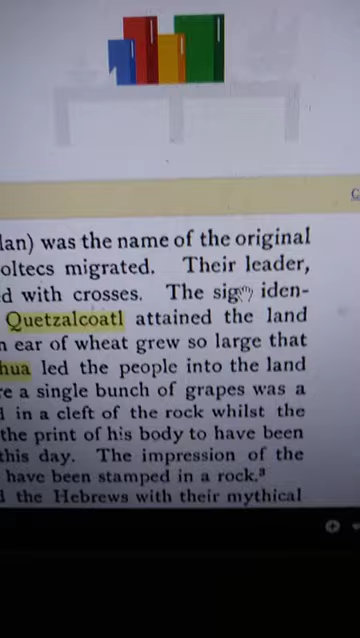 lan) was the name of the original
oltecs migrated. Their leader,
d with crosses. The sign iden-
Quetzalcoatl attained the land
n ear of wheat grew so large that
hua led the people into the land
re a single bunch of grapes was a
d in a cleft of the rock whilst the
the print of his body to have been
this day. The impression of the
have been stamped in a rock.³
d the Hebrews with their mythical